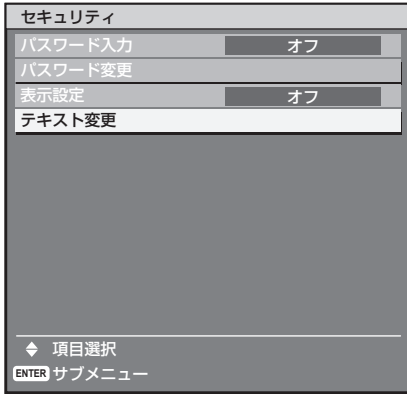 セキュリティ
パスワード入力 オフ
パスワード変更
表示設定 オフ
テキスト変更
項目選択
ENTER サブメニュー